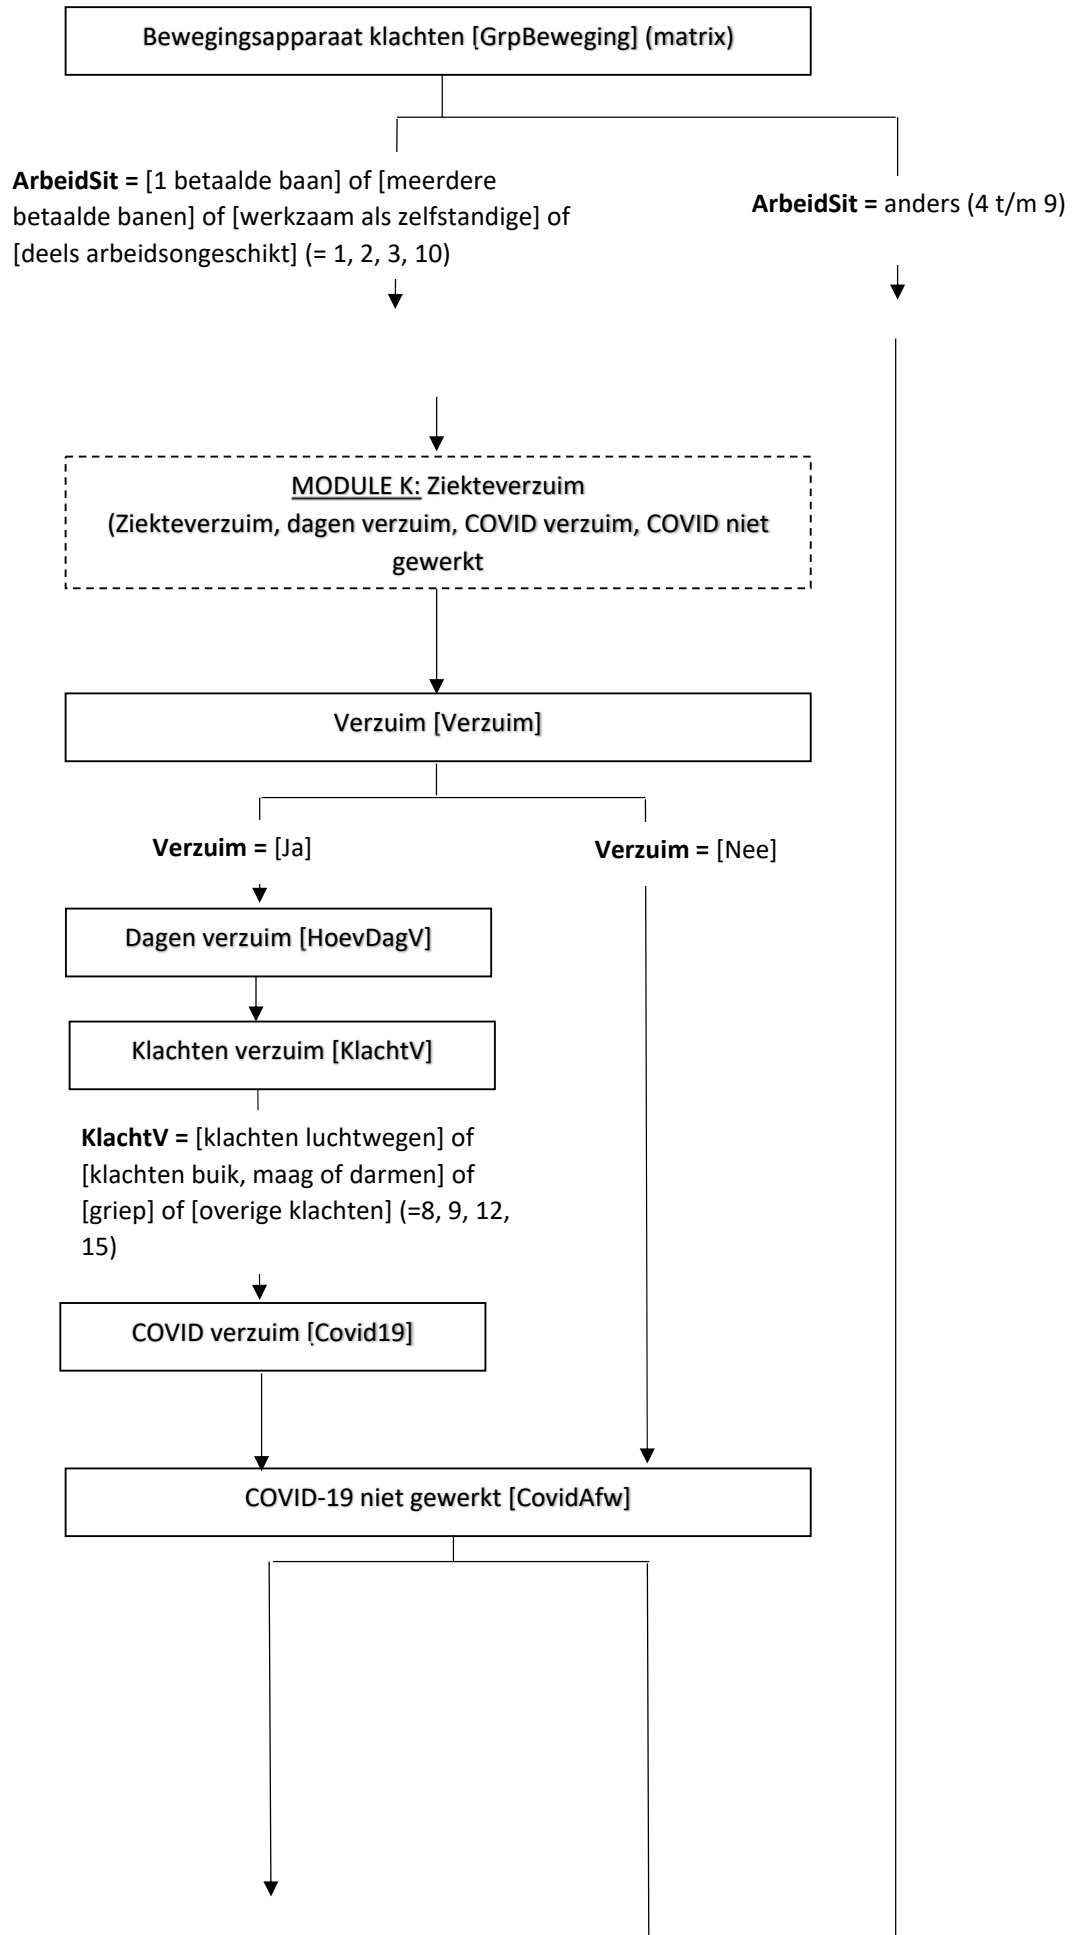 Bewegingsapparaat klachten [GrpBeweging] (matrix)
ArbeidSit = [1 betaalde baan] of [meerdere
betaalde banen] of [werkzaam als zelfstandige] of
[deels arbeidsongeschikt] (= 1, 2, 3, 10)
ArbeidSit = anders (4 t/m 9)
MODULE K: Ziekteverzuim
(Ziekteverzuim, dagen verzuim, COVID verzuim, COVID niet
gewerkt
Verzuim [Verzuim]
Verzuim = [Ja]
Verzuim = [Nee]
Dagen verzuim [HoevDagV]
Klachten verzuim [KlachtV]
KlachtV = [klachten luchtwegen] of
[klachten buik, maag of darmen] of
[griep] of [overige klachten] (=8, 9, 12,
15)
COVID verzuim [Covid19]
COVID-19 niet gewerkt [CovidAfw]